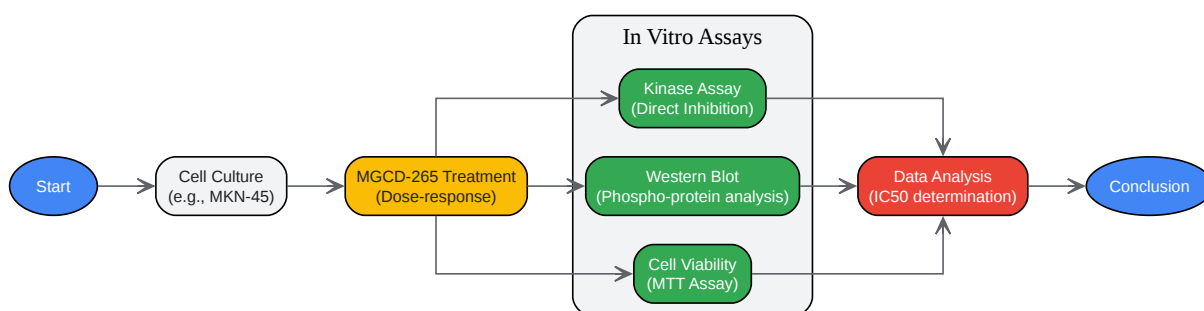 In Vitro Assays
Start
Cell Culture
(e.g., MKN-45)
MGCD-265 Treatment
(Dose-response)
Kinase Assay
(Direct Inhibition)
Western Blot
(Phospho-protein analysis)
Cell Viability
(MTT Assay)
Data Analysis
(IC50 determination)
Conclusion